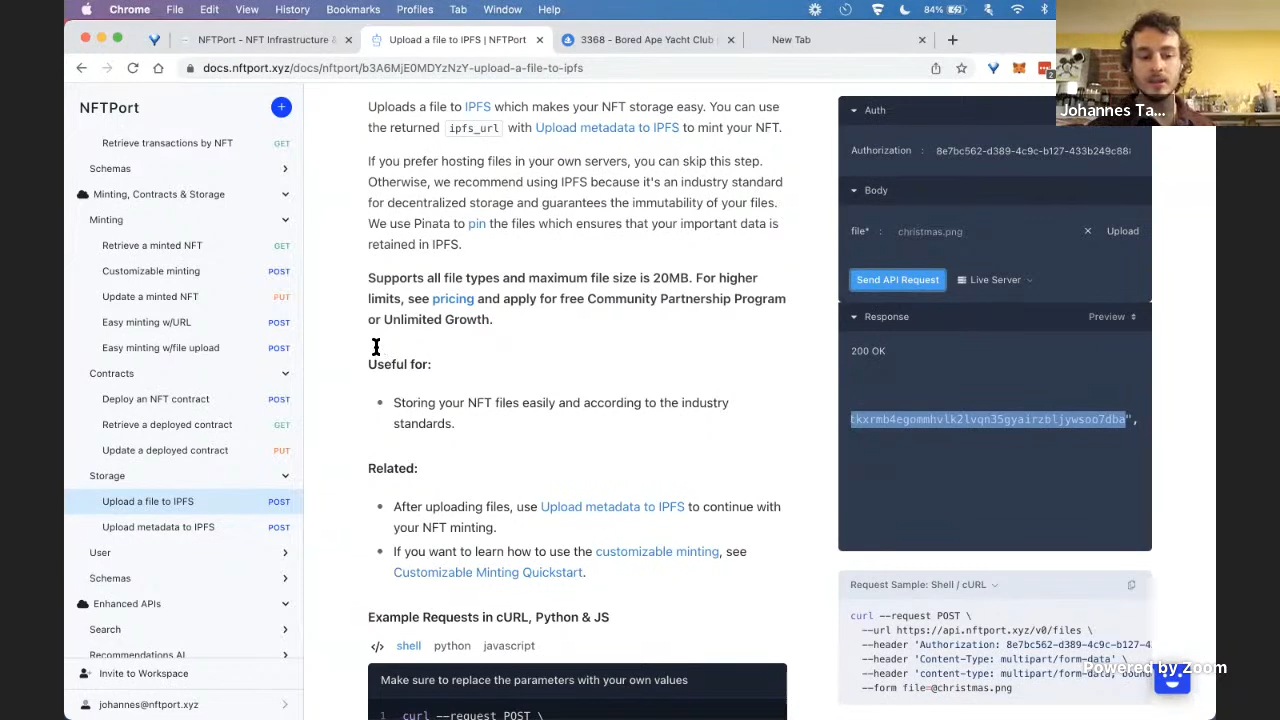 Chrome File Edit View History Bookmarks Profiles Tab Window Help 84%
NFTPort - NFT Infrastructure &
Upload a file to IPFS | NFTPort
3368 - Bored Ape Yacht Club
New Tab
docs.nftport.xyz/docs/nftport/b3A6MjE0MDYzNzY-upload-a-file-to-ipfs
2
Johannes Ta...
NFTPort
Retrieve transactions by NFT GET
Schemas
Minting, Contracts & Storage
Minting
Retrieve a minted NFT GET
Customizable minting POST
Update a minted NFT PUT
Easy minting w/URL POST
Easy minting w/file upload POST
Contracts
Deploy an NFT contract POST
Retrieve a deployed contract GET
Update a deployed contract PUT
Storage
Upload a file to IPFS POST
Upload metadata to IPFS POST
User
Schemas
Enhanced APIs
Search
Recommendations AI
Invite to Workspace
johannes@nftport.xyz
Uploads a file to IPFS which makes your NFT storage easy. You can use
the returned ipfs_url with Upload metadata to IPFS to mint your NFT.
If you prefer hosting files in your own servers, you can skip this step.
Otherwise, we recommend using IPFS because it's an industry standard
for decentralized storage and guarantees the immutability of your files.
We use Pinata to pin the files which ensures that your important data is
retained in IPFS.
Supports all file types and maximum file size is 20MB. For higher
limits, see pricing and apply for free Community Partnership Program
or Unlimited Growth.
Useful for:
Storing your NFT files easily and according to the industry
standards.
Related:
After uploading files, use Upload metadata to IPFS to continue with
your NFT minting.
If you want to learn how to use the customizable minting, see
Customizable Minting Quickstart.
Example Requests in cURL, Python & JS
shell python javascript
Make sure to replace the parameters with your own values
1 curl --request POST \
Auth
Authorization : 8e7bc562-d389-4c9c-b127-433b249c88
Body
file* : christmas.png Upload
Send API Request Live Server
Response Preview
200 OK
tkxrmb4egommhvlk2lvqn35gyairzbljywsoo7dba",
Request Sample: Shell / cURL
curl --request POST \
--url https://api.nftport.xyz/v0/files \
--header 'Authorization: 8e7bc562-d389-4c9c-b127-4
--header 'Content-Type: multipart/form-data' \
--header 'Content-Type: multipart/form-data; bound
--form file=@christmas.png
Powered by Zoom